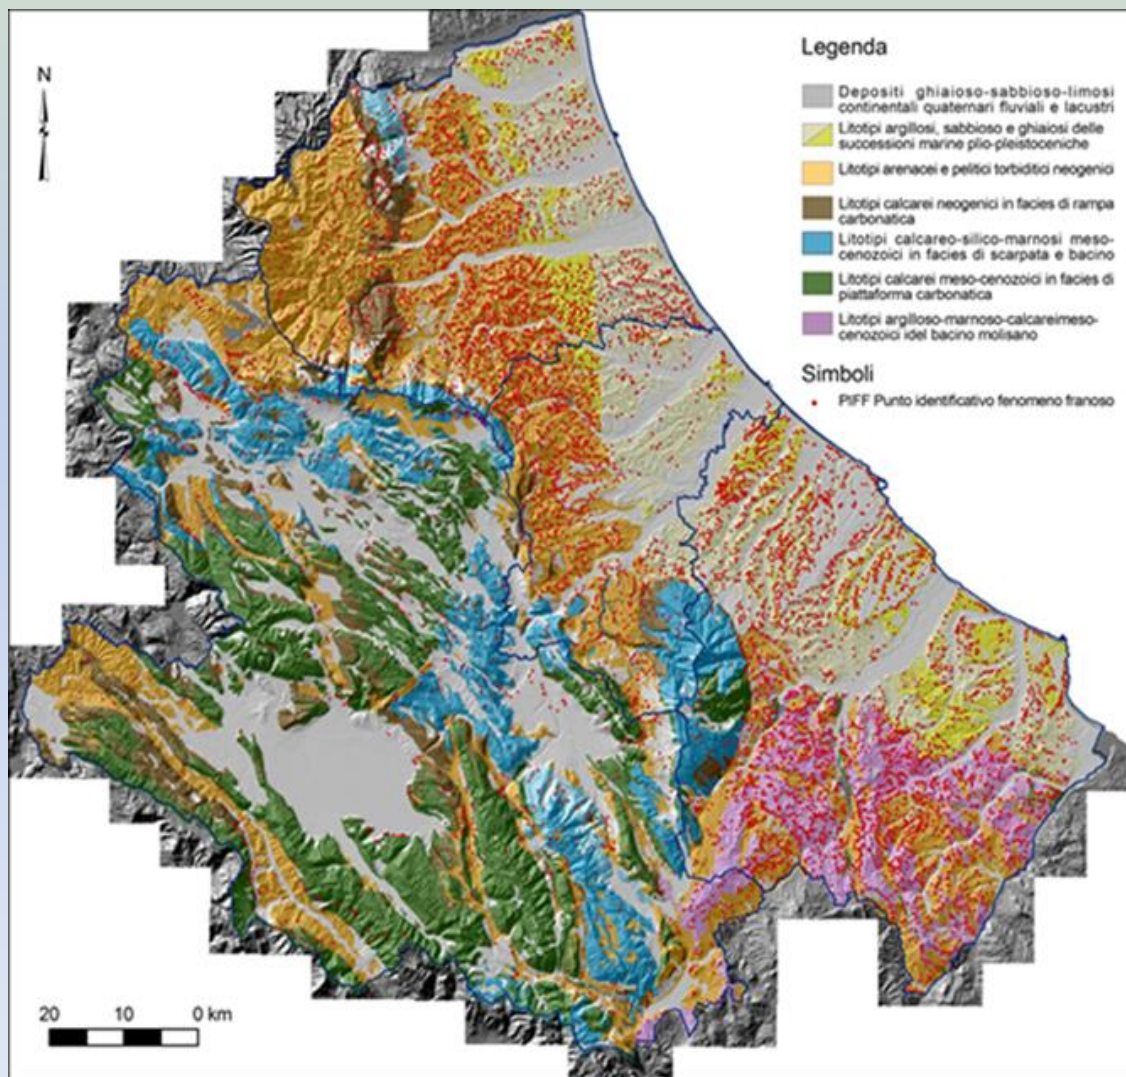 N
Legenda
Depositi ghiaioso-sabbioso-limosi
continentali quaternari fluviali e lacustri
Litotipi argillosi, sabbioso e ghiaiosi delle
successioni marine plio-pleistoceniche
Litotipi arenacei e pelitici torbiditici neogenici
Litotipi calcarei neogenici in facies di rampa
carbonatica
Litotipi calcareo-silico-marnosi meso-
cenozoici in facies di scarpata e bacino
Litotipi calcarei meso-cenozoici in facies di
piattaforma carbonatica
Litotipi argilloso-marnoso-calcareimeso-
cenozoici idel bacino molisano
Simboli
PIFF Punto identificativo fenomeno franoso
20 10 0 km